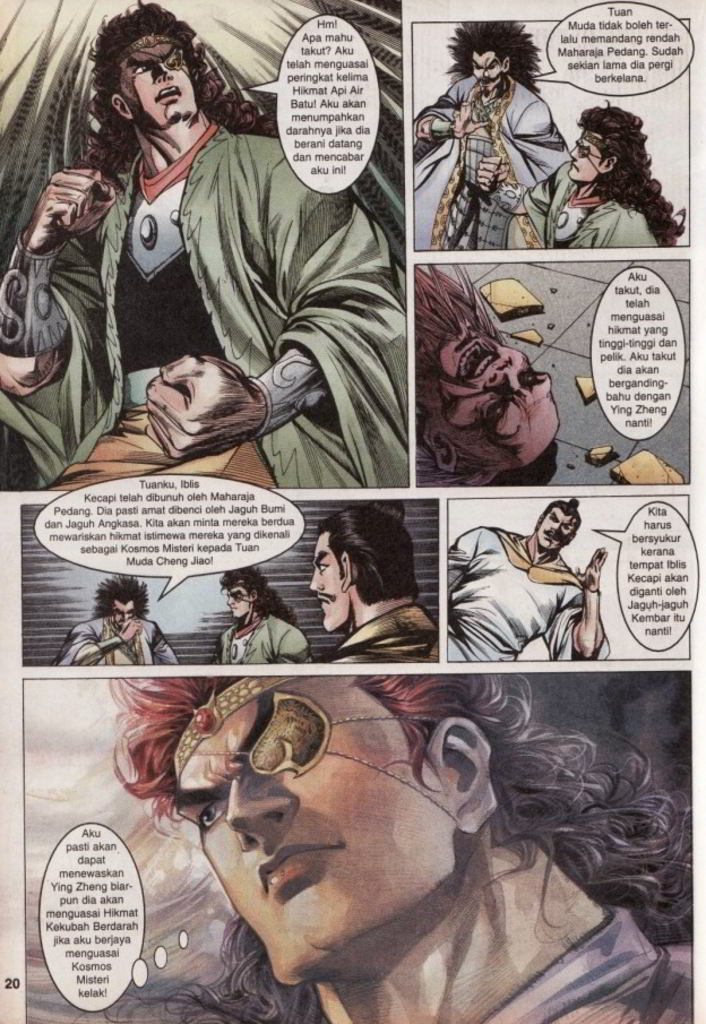 Hm!
Apa mahu
takut? Aku
telah menguasai
peringkat kelima
Hikmat Api Air
Batu! Aku akan
menumpahkan
darahnya jika dia
berani datang
dan mencabar
aku ini!
Tuan
Muda tidak boleh ter-
lalu memandang rendah
Maharaja Pedang. Sudah
sekian lama dia pergi
berkelana.
Aku
takut, dia
telah
menguasai
hikmat yang
tinggi-tinggi dan
pelik. Aku takut
dia akan
berganding-
bahu dengan
Ying Zheng
nanti!
Tuanku, Iblis
Kecapi telah dibunuh oleh Maharaja
Pedang. Dia pasti amat dibenci oleh Jaguh Bumi
dan Jaguh Angkasa. Kita akan minta mereka berdua
mewariskan hikmat istimewa mereka yang dikenali
sebagai Kosmos Misteri kepada Tuan
Muda Cheng Jiao!
Kita
harus
bersyukur
kerana
tempat Iblis
Kecapi akan
diganti oleh
Jaguh-jaguh
Kembar itu
nanti!
Aku
pasti akan
dapat
menewaskan
Ying Zheng biar-
pun dia akan
menguasai Hikmat
Kekubah Berdarah
jika aku berjaya
menguasai
Kosmos
Misteri
kelak!
20